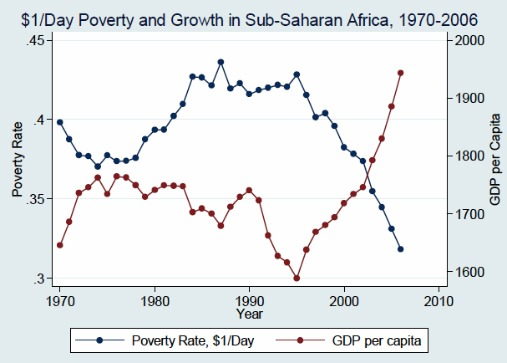 $1/Day Poverty and Growth in Sub-Saharan Africa, 1970-2006
.45
.4
.35
.3
Poverty Rate
2000
1900
1800
1700
1600
GDP per Capita
1970 1980 1990 2000 2010
Year
Poverty Rate, $1/Day GDP per capita